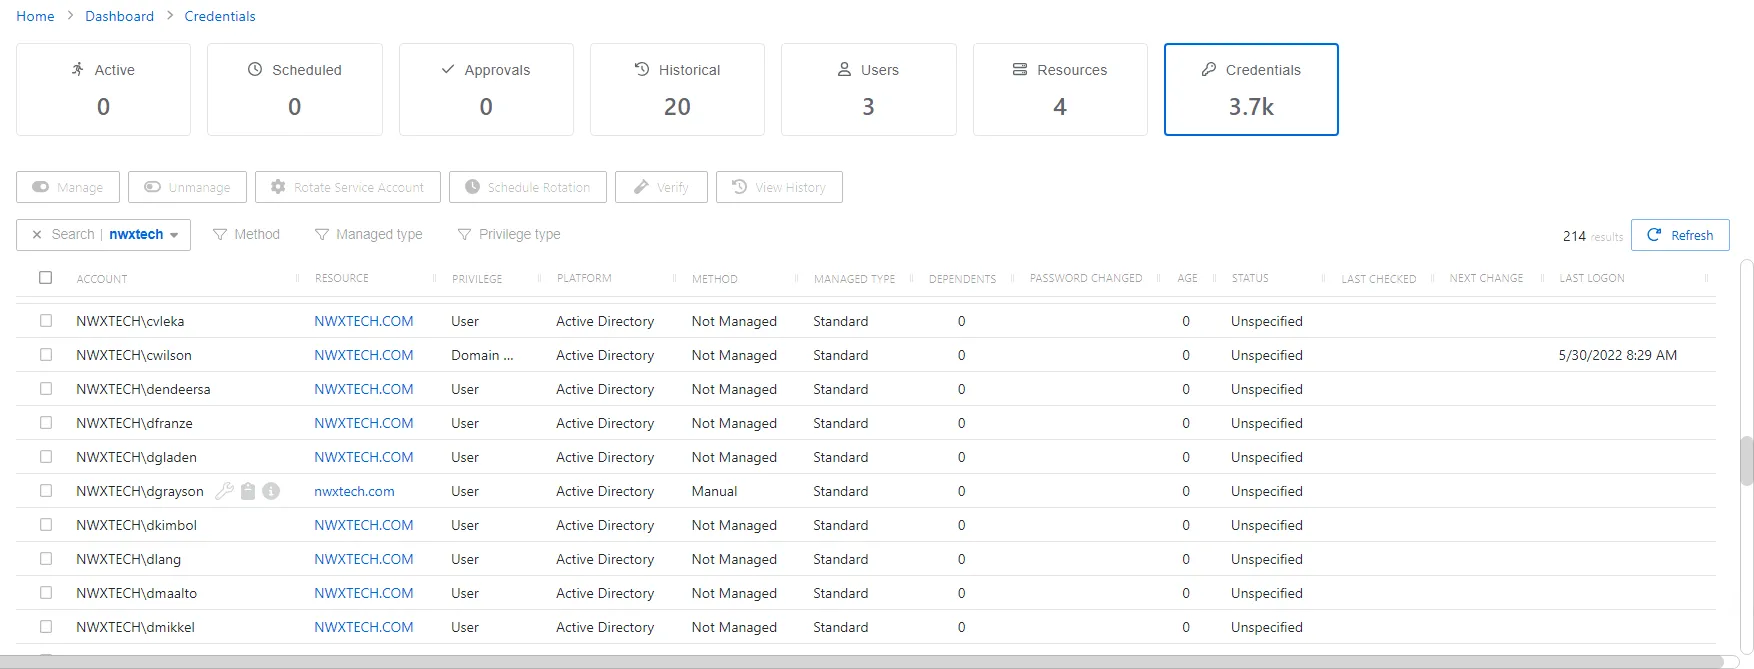 Home > Dashboard > Credentials
Active Scheduled Approvals Historical Users Resources Credentials
0 0 0 20 3 4 3.7k
Manage Unmanage Rotate Service Account Schedule Rotation Verify View History
Search | nwxtech Method Managed type Privilege type 214 results Refresh
ACCOUNT RESOURCE PRIVILEGE PLATFORM METHOD MANAGED TYPE DEPENDENTS PASSWORD CHANGED AGE STATUS LAST CHECKED NEXT CHANGE LAST LOGON
NWXTECH\cvleka NWXTECH.COM User Active Directory Not Managed Standard 0 0 Unspecified
NWXTECH\cwilson NWXTECH.COM Domain ... Active Directory Not Managed Standard 0 0 Unspecified 5/30/2022 8:29 AM
NWXTECH\dendeersa NWXTECH.COM User Active Directory Not Managed Standard 0 0 Unspecified
NWXTECH\dfranze NWXTECH.COM User Active Directory Not Managed Standard 0 0 Unspecified
NWXTECH\dgladen NWXTECH.COM User Active Directory Not Managed Standard 0 0 Unspecified
NWXTECH\dgrayson nwxtech.com User Active Directory Manual Standard 0 0 Unspecified
NWXTECH\dkimbol NWXTECH.COM User Active Directory Not Managed Standard 0 0 Unspecified
NWXTECH\dlang NWXTECH.COM User Active Directory Not Managed Standard 0 0 Unspecified
NWXTECH\dmaalto NWXTECH.COM User Active Directory Not Managed Standard 0 0 Unspecified
NWXTECH\dmikkel NWXTECH.COM User Active Directory Not Managed Standard 0 0 Unspecified